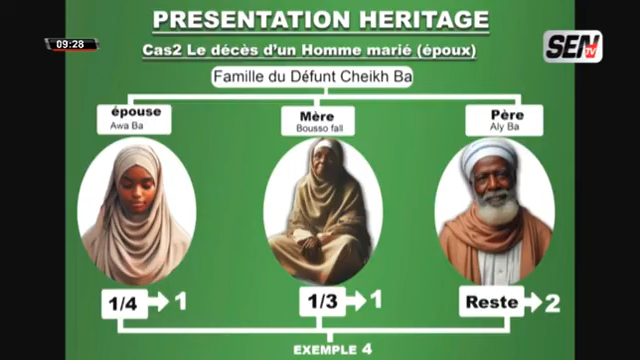 PRESENTATION HERITAGE
09:28
Cas2 Le décès d'un Homme marié (époux)
SEN TV
Famille du Défunt Cheikh Ba
épouse
Awa Ba
Mère
Bousso fall
Père
Aly Ba
1/4 → 1
1/3 → 1
Reste → 2
EXEMPLE 4